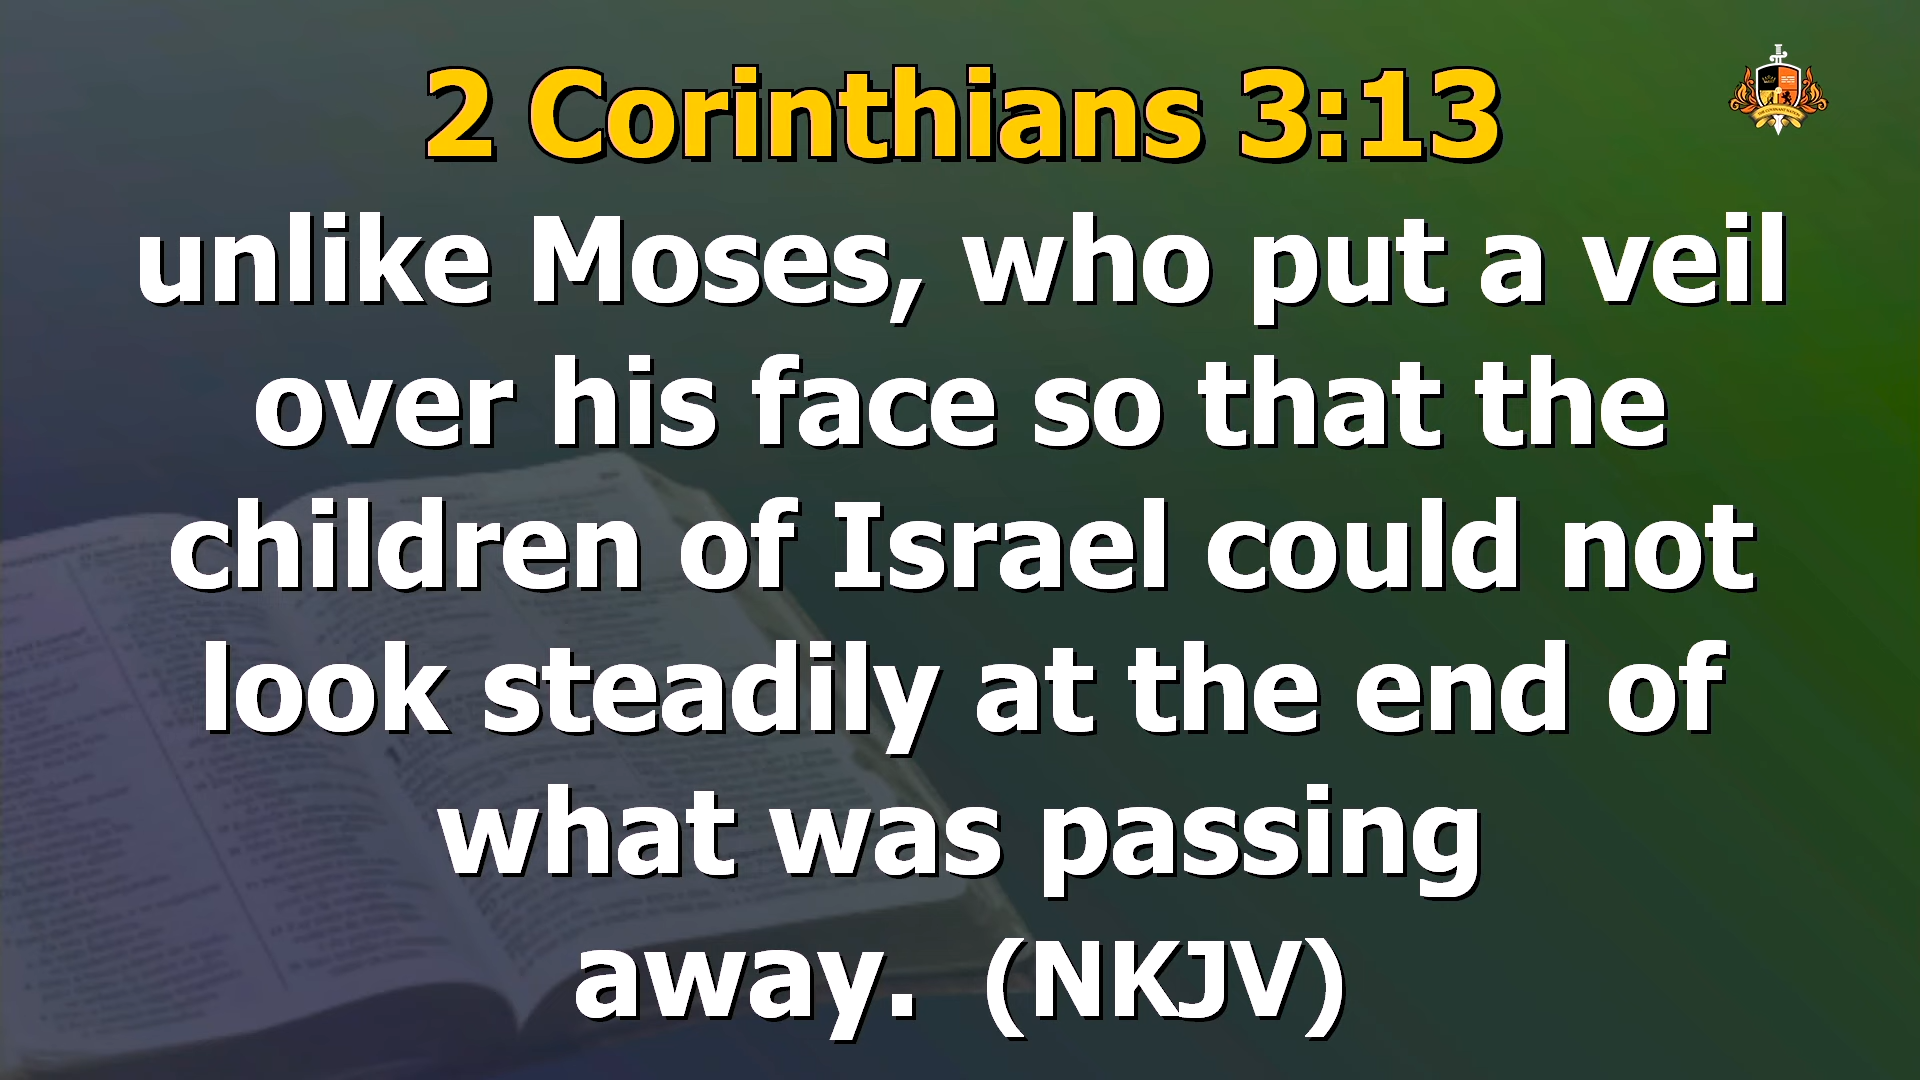 2 Corinthians 3:13
unlike Moses, who put a veil
over his face so that the
children of Israel could not
look steadily at the end of
what was passing
away. (NKJV)